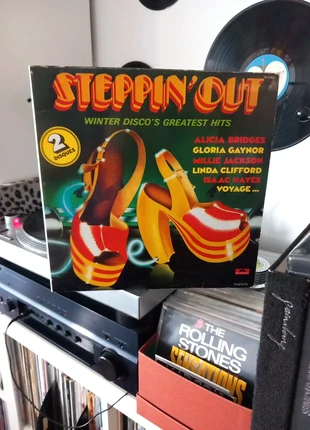 STEPPIN' OUT
WINTER DISCO'S GREATEST HITS
2
DISQUES
ALICIA BRIDGES
GLORIA GAYNOR
MILLIE JACKSON
LINDA CLIFFORD
ISAAC HAYES
VOYAGE ...
THE
ROLLING
STONES